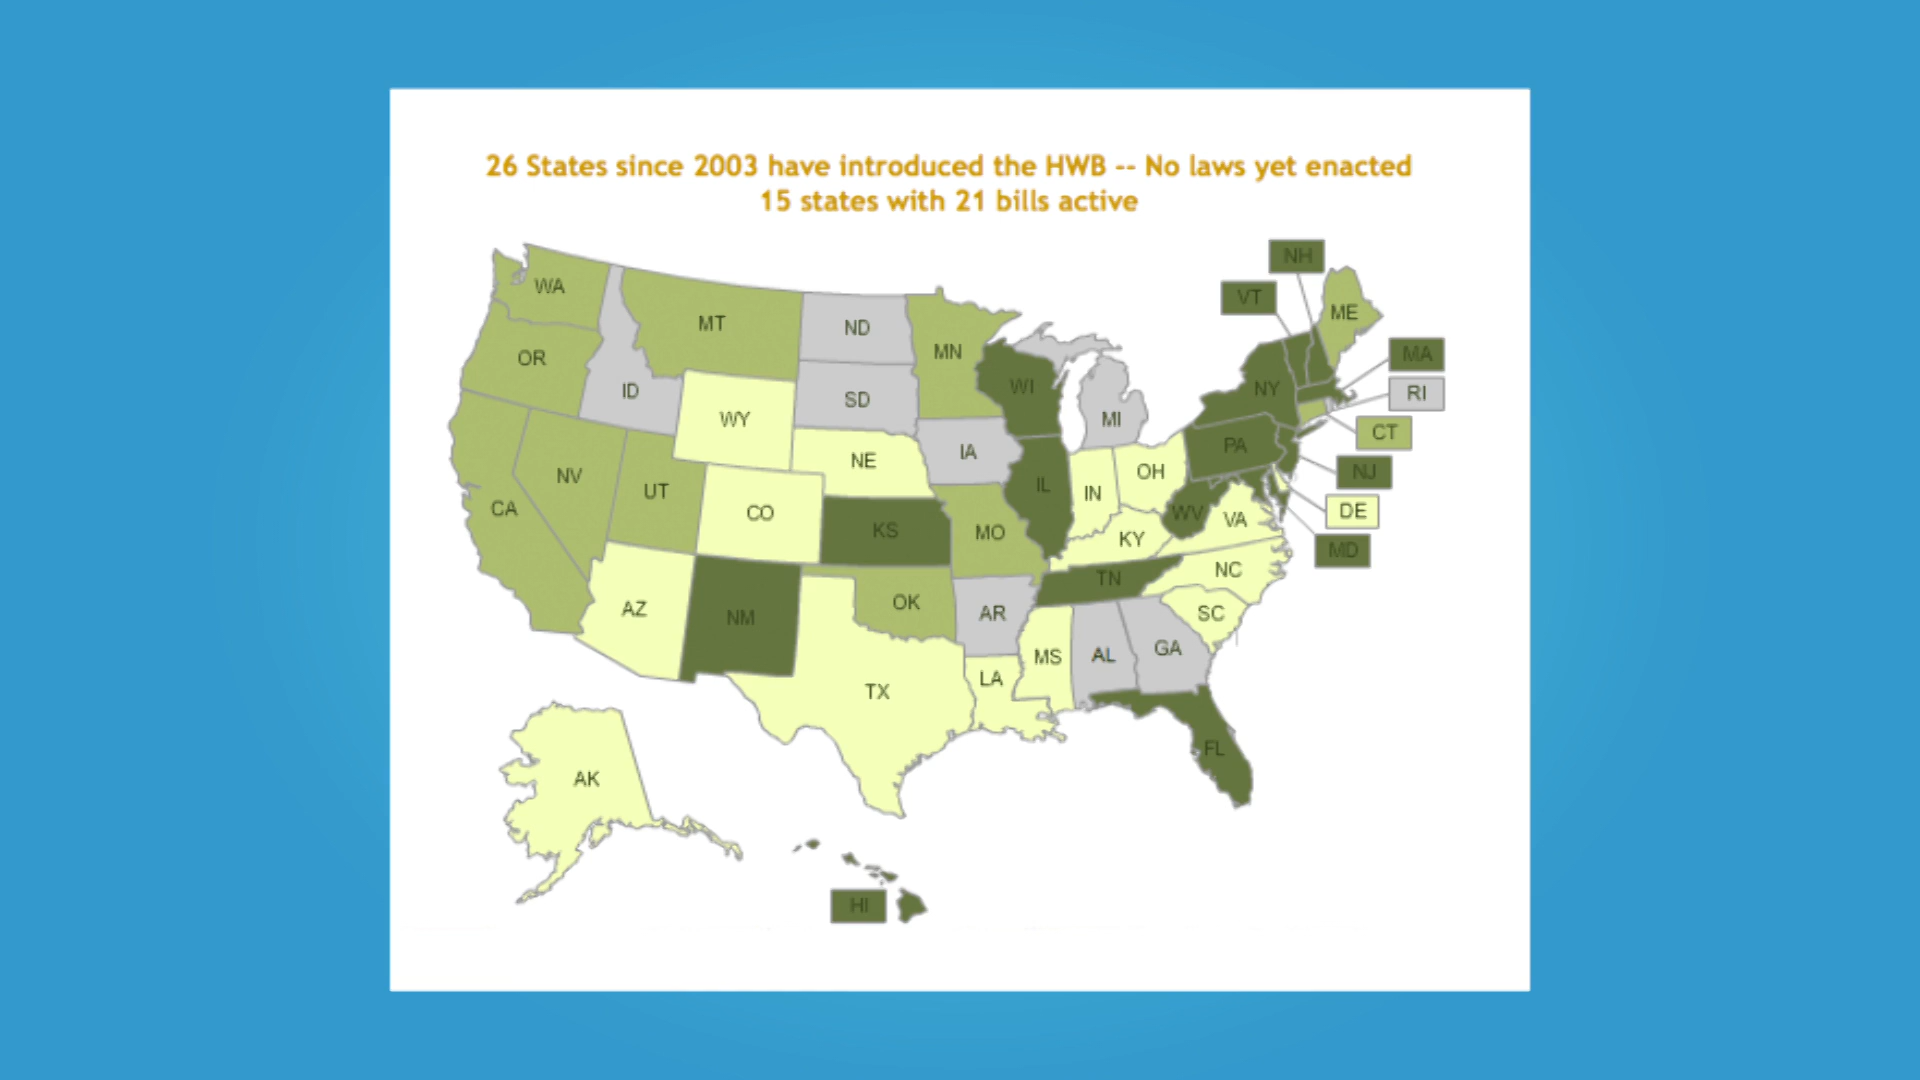 26 States since 2003 have introduced the HWB -- No laws yet enacted
15 states with 21 bills active
NH
WA
VT
ME
MT
ND
MN
OR
MA
WI
NY
ID
RI
SD
WY
MI
CT
PA
IA
NE
OH
NJ
NV
UT
IL
IN
CA
CO
DE
WV
VA
KS
MO
KY
MD
NC
TN
AZ
OK
AR
SC
NM
GA
MS
AL
LA
TX
FL
AK
HI